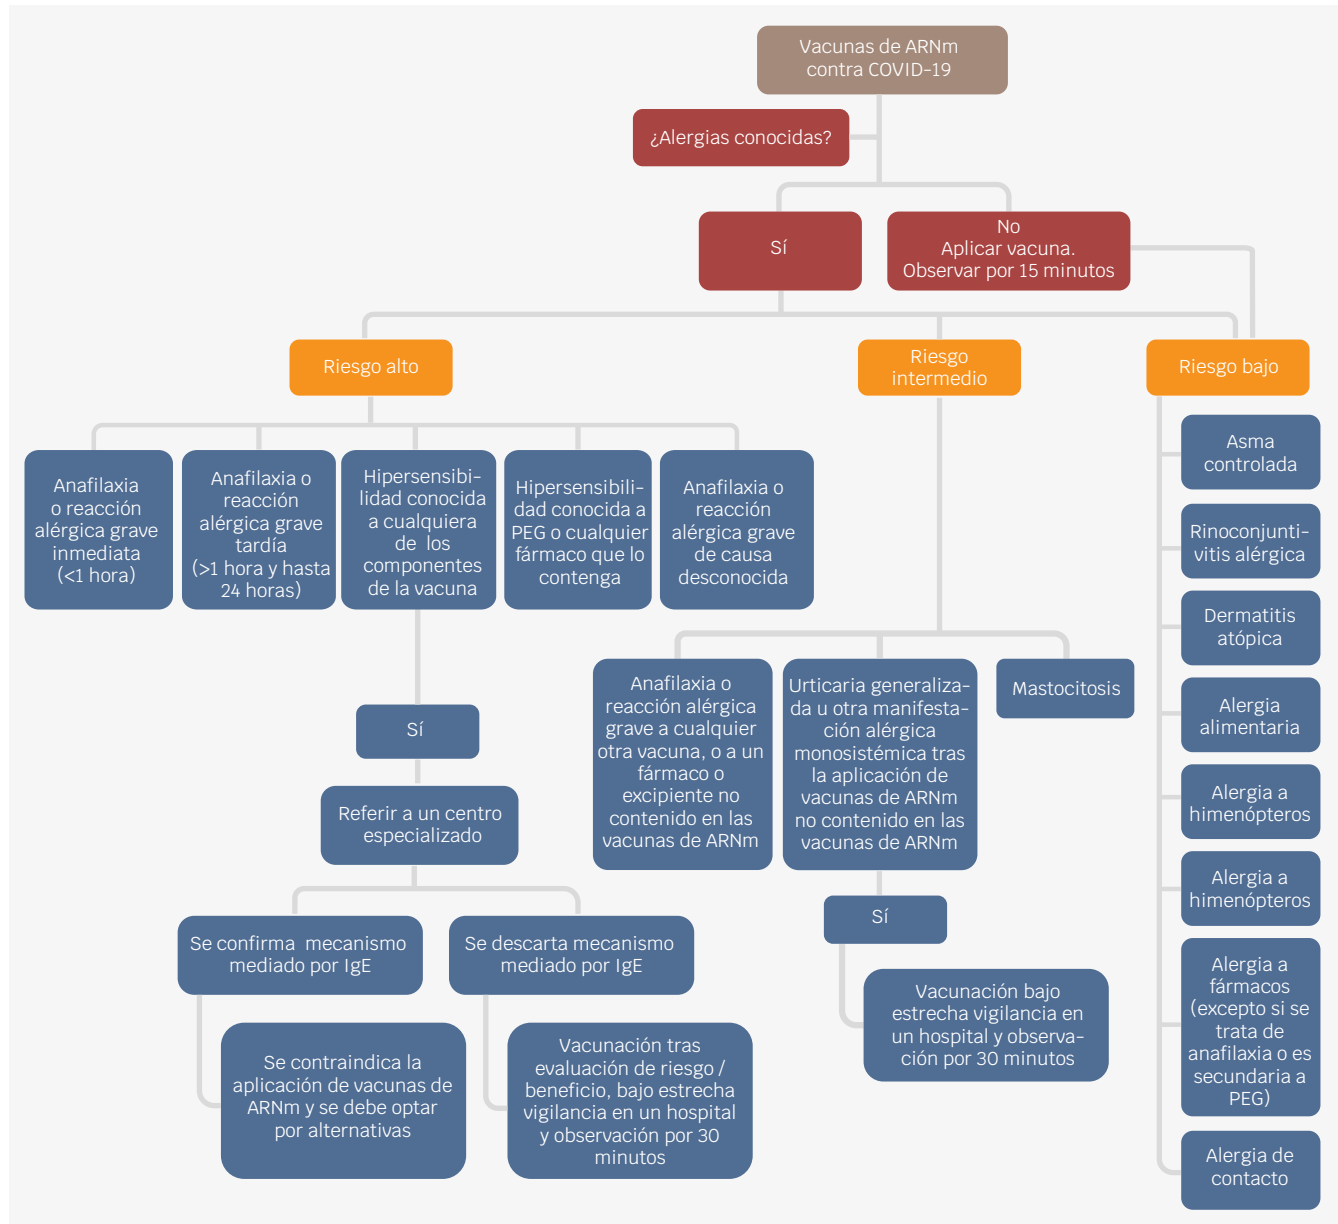 Vacunas de ARNm
contra COVID-19
¿Alergias conocidas?
Sí
No
Aplicar vacuna.
Observar por 15 minutos
Riesgo alto
Riesgo
intermedio
Riesgo bajo
Anafilaxia
o reacción
alérgica grave
inmediata
(<1 hora)
Anafilaxia o
reacción
alérgica grave
tardía
(>1 hora y hasta
24 horas)
Hipersensibi-
lidad conocida
a cualquiera
de los
componentes
de la vacuna
Hipersensibili-
dad conocida a
PEG o cualquier
fármaco que lo
contenga
Anafilaxia o
reacción
alérgica grave
de causa
desconocida
Sí
Referir a un centro
especializado
Se confirma mecanismo
mediado por IgE
Se descarta mecanismo
mediado por IgE
Se contraindica la
aplicación de vacunas de
ARNm y se debe optar
por alternativas
Vacunación tras
evaluación de riesgo /
beneficio, bajo estrecha
vigilancia en un hospital
y observación por 30
minutos
Anafilaxia o
reacción alérgica
grave a cualquier
otra vacuna, o a un
fármaco o
excipiente no
contenido en las
vacunas de ARNm
Urticaria generaliza-
da u otra manifesta-
ción alérgica
monosistémica tras
la aplicación de
vacunas de ARNm
no contenido en las
vacunas de ARNm
Mastocitosis
Sí
Vacunación bajo
estrecha vigilancia en
un hospital y observa-
ción por 30 minutos
Asma
controlada
Rinoconjunti-
vitis alérgica
Dermatitis
atópica
Alergia
alimentaria
Alergia a
himenópteros
Alergia a
himenópteros
Alergia a
fármacos
(excepto si se
trata de
anafilaxia o es
secundaria a
PEG)
Alergia de
contacto